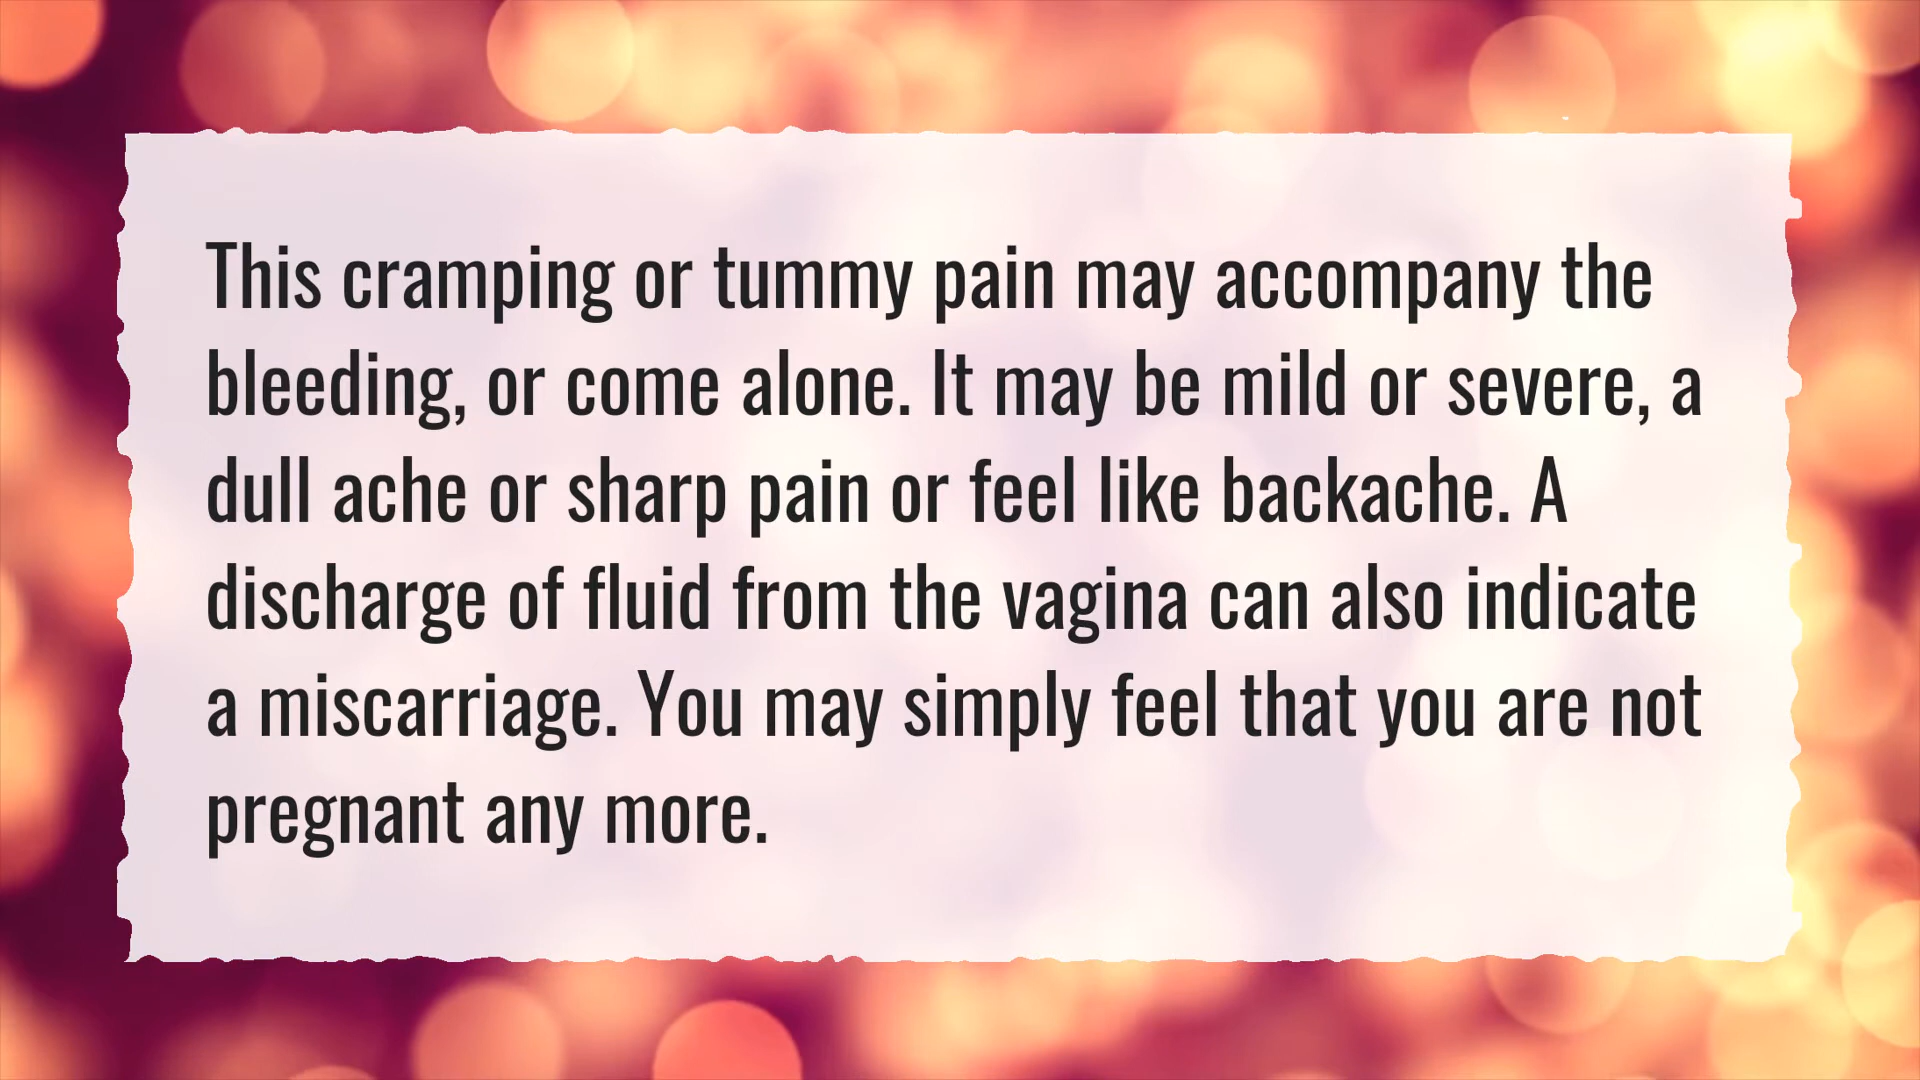 This cramping or tummy pain may accompany the
bleeding, or come alone. It may be mild or severe, a
dull ache or sharp pain or feel like backache. A
discharge of fluid from the vagina can also indicate
a miscarriage. You may simply feel that you are not
pregnant any more.